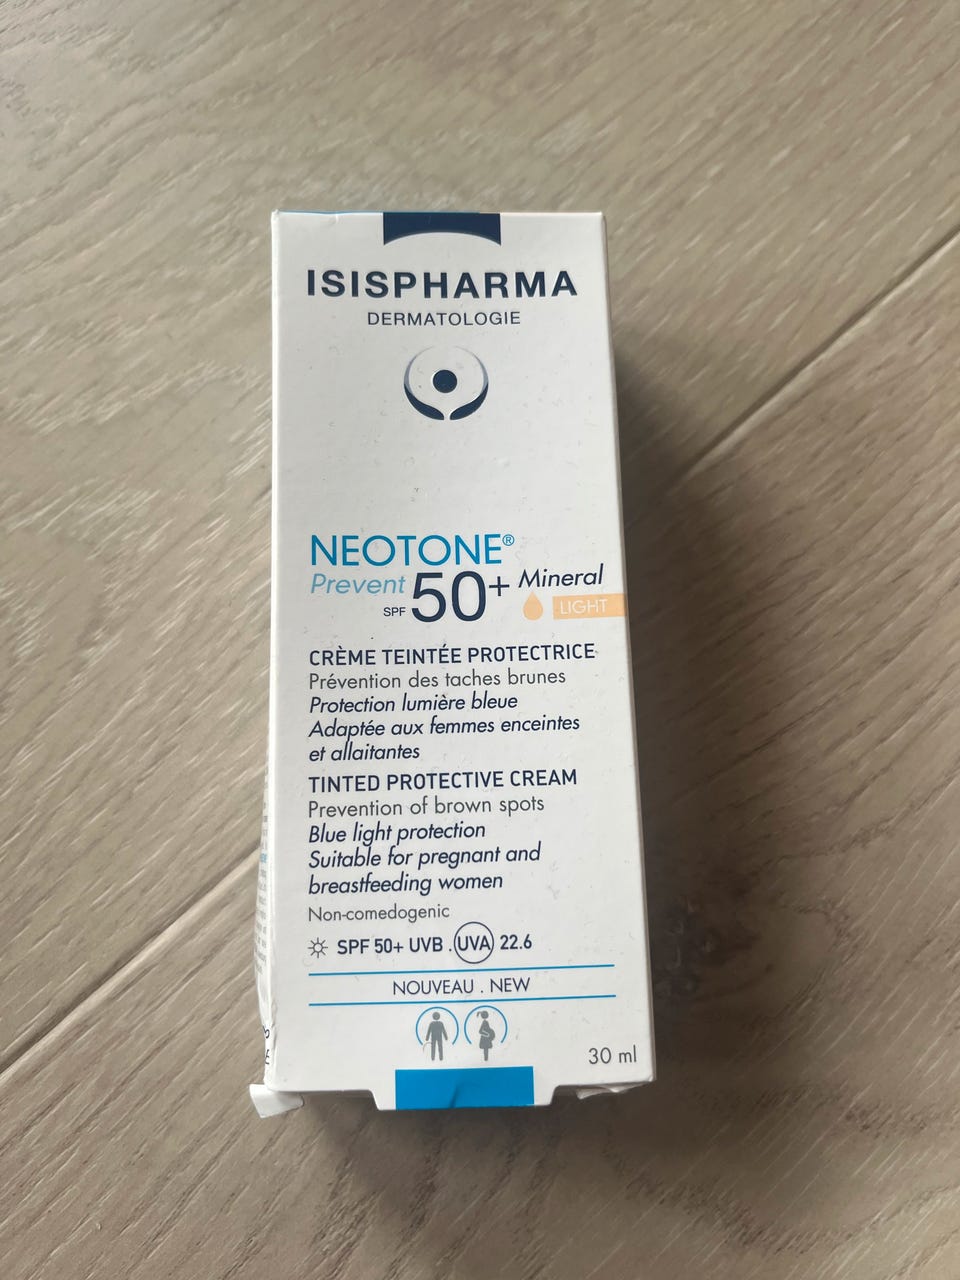 ISISPHARMA
DERMATOLOGIE
NEOTONE®
Prevent SPF 50+ Mineral
LIGHT
CRÈME TEINTÉE PROTECTRICE
Prévention des taches brunes
Protection lumière bleue
Adaptée aux femmes enceintes
et allaitantes
TINTED PROTECTIVE CREAM
Prevention of brown spots
Blue light protection
Suitable for pregnant and
breastfeeding women
Non-comedogenic
SPF 50+ UVB . UVA 22.6
NOUVEAU . NEW
30 ml